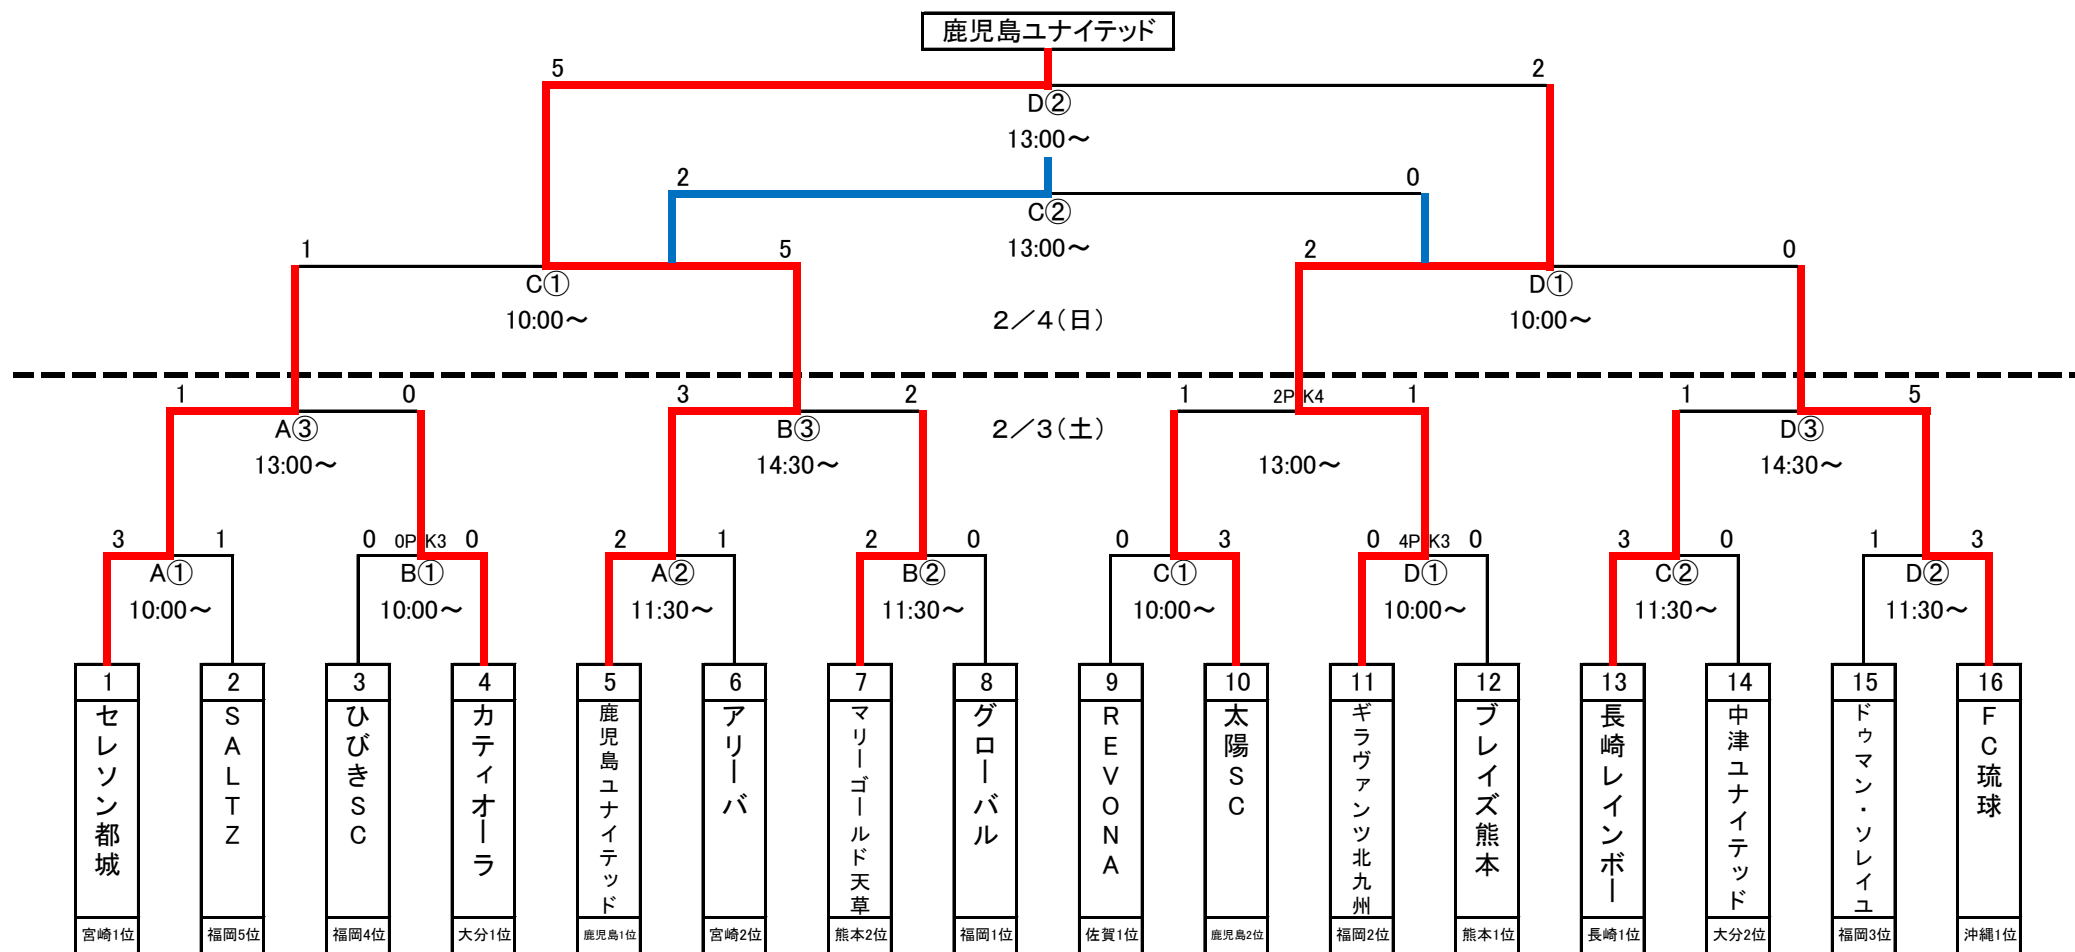 鹿児島ユナイテッド
5 2
D②
13:00～
2 0
C②
13:00～
1 5 2 0
C① D①
10:00～ 2／4(日) 10:00～
1 0 3 2 1 2PK4 1 1 5
A③ B③ 2／3(土) D③
13:00～ 14:30～ 13:00～ 14:30～
3 1 0 0PK3 0 2 1 2 0 0 3 0 4PK3 0 3 0 1 3
A① B① A② B② C① D① C② D②
10:00～ 10:00～ 11:30～ 11:30～ 10:00～ 10:00～ 11:30～ 11:30～
1 2 3 4 5 6 7 8 9 10 11 12 13 14 15 16
セレソン都城
SALTZ
ひびきSC
カティオーラ
鹿児島ユナイテッド
アリーバ
マリーゴールド天草
グローバル
REVONA
太陽SC
ギラヴァンツ北九州
ブレイズ熊本
長崎レインボー
中津ユナイテッド
ドゥマン・ソレイユ
FC琉球
宮崎1位 福岡5位 福岡4位 大分1位 鹿児島1位 宮崎2位 熊本2位 福岡1位 佐賀1位 鹿児島2位 福岡2位 熊本1位 長崎1位 大分2位 福岡3位 沖縄1位